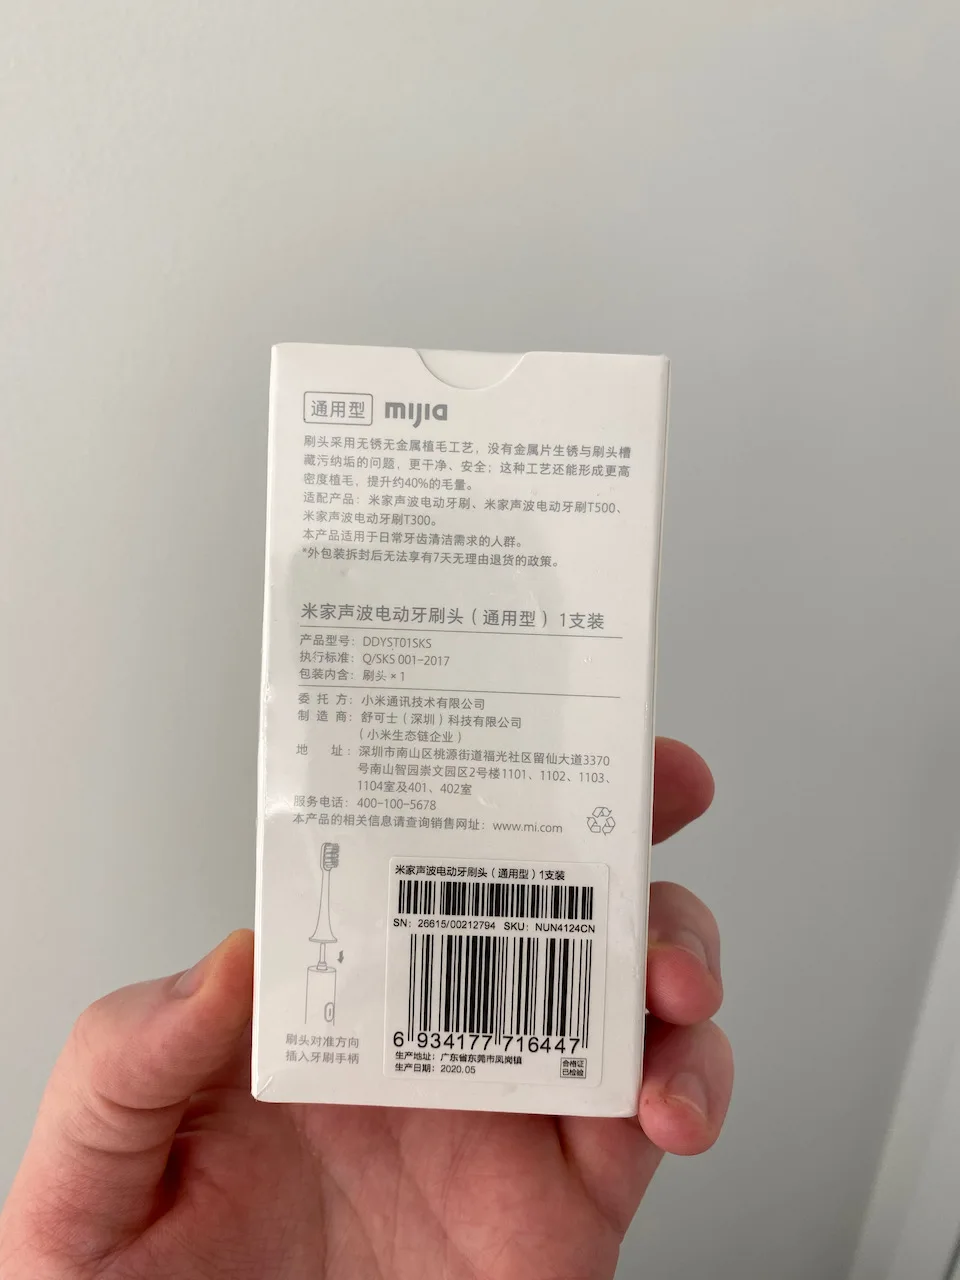 通用型 mijia
刷头采用无锈无金属植毛工艺，没有金属片生锈与刷头槽
藏污纳垢的问题，更干净、安全；这种工艺还能形成更高
密度植毛，提升约40%的毛量。
适配产品：米家声波电动牙刷、米家声波电动牙刷T500、
米家声波电动牙刷T300。
本产品适用于日常牙齿清洁需求的人群。
*外包装拆封后无法享有7天无理由退货的政策。
米家声波电动牙刷头（通用型）1支装
产品型号：DDYST01SKS
执行标准：Q/SKS 001-2017
包装内含：刷头×1
委托方：小米通讯技术有限公司
制造商：舒可士（深圳）科技有限公司
（小米生态链企业）
地址：深圳市南山区桃源街道福光社区留仙大道3370
号南山智园崇文园区2号楼1101、1102、1103、
1104室及401、402室
服务电话：400-100-5678
本产品的相关信息请查询销售网址：www.mi.com
刷头对准方向
插入牙刷手柄
米家声波电动牙刷头（通用型）1支装
SN：26615/00212794 SKU：NUN4124CN
6 934177 716447
生产地址：广东省东莞市凤岗镇
生产日期：2020.05
合格证
已检验